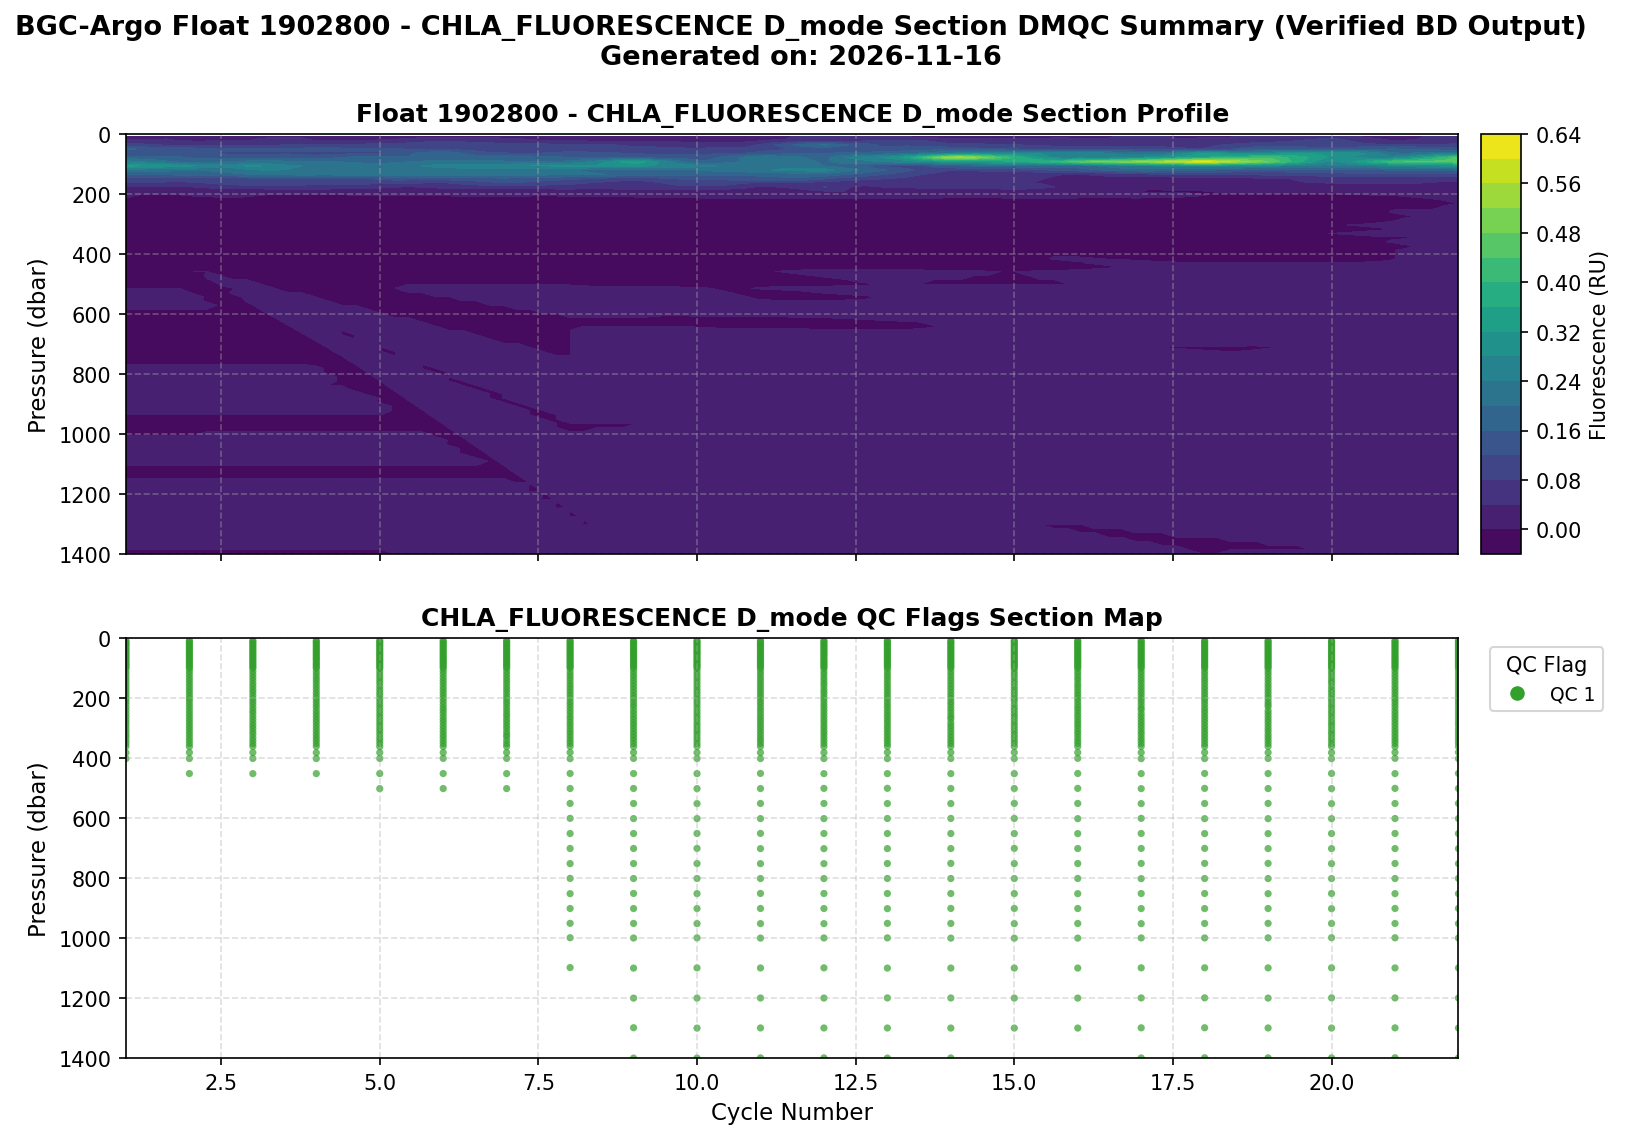 BGC-Argo Float 1902800 - CHLA_FLUORESCENCE D_mode Section DMQC Summary (Verified BD Output)
Generated on: 2026-11-16
Float 1902800 - CHLA_FLUORESCENCE D_mode Section Profile
Pressure (dbar)
0
200
400
600
800
1000
1200
1400
0.64
0.56
0.48
0.40
0.32
0.24
0.16
0.08
0.00
Fluorescence (RU)
CHLA_FLUORESCENCE D_mode QC Flags Section Map
Pressure (dbar)
0
200
400
600
800
1000
1200
1400
QC Flag
QC 1
2.5 5.0 7.5 10.0 12.5 15.0 17.5 20.0
Cycle Number